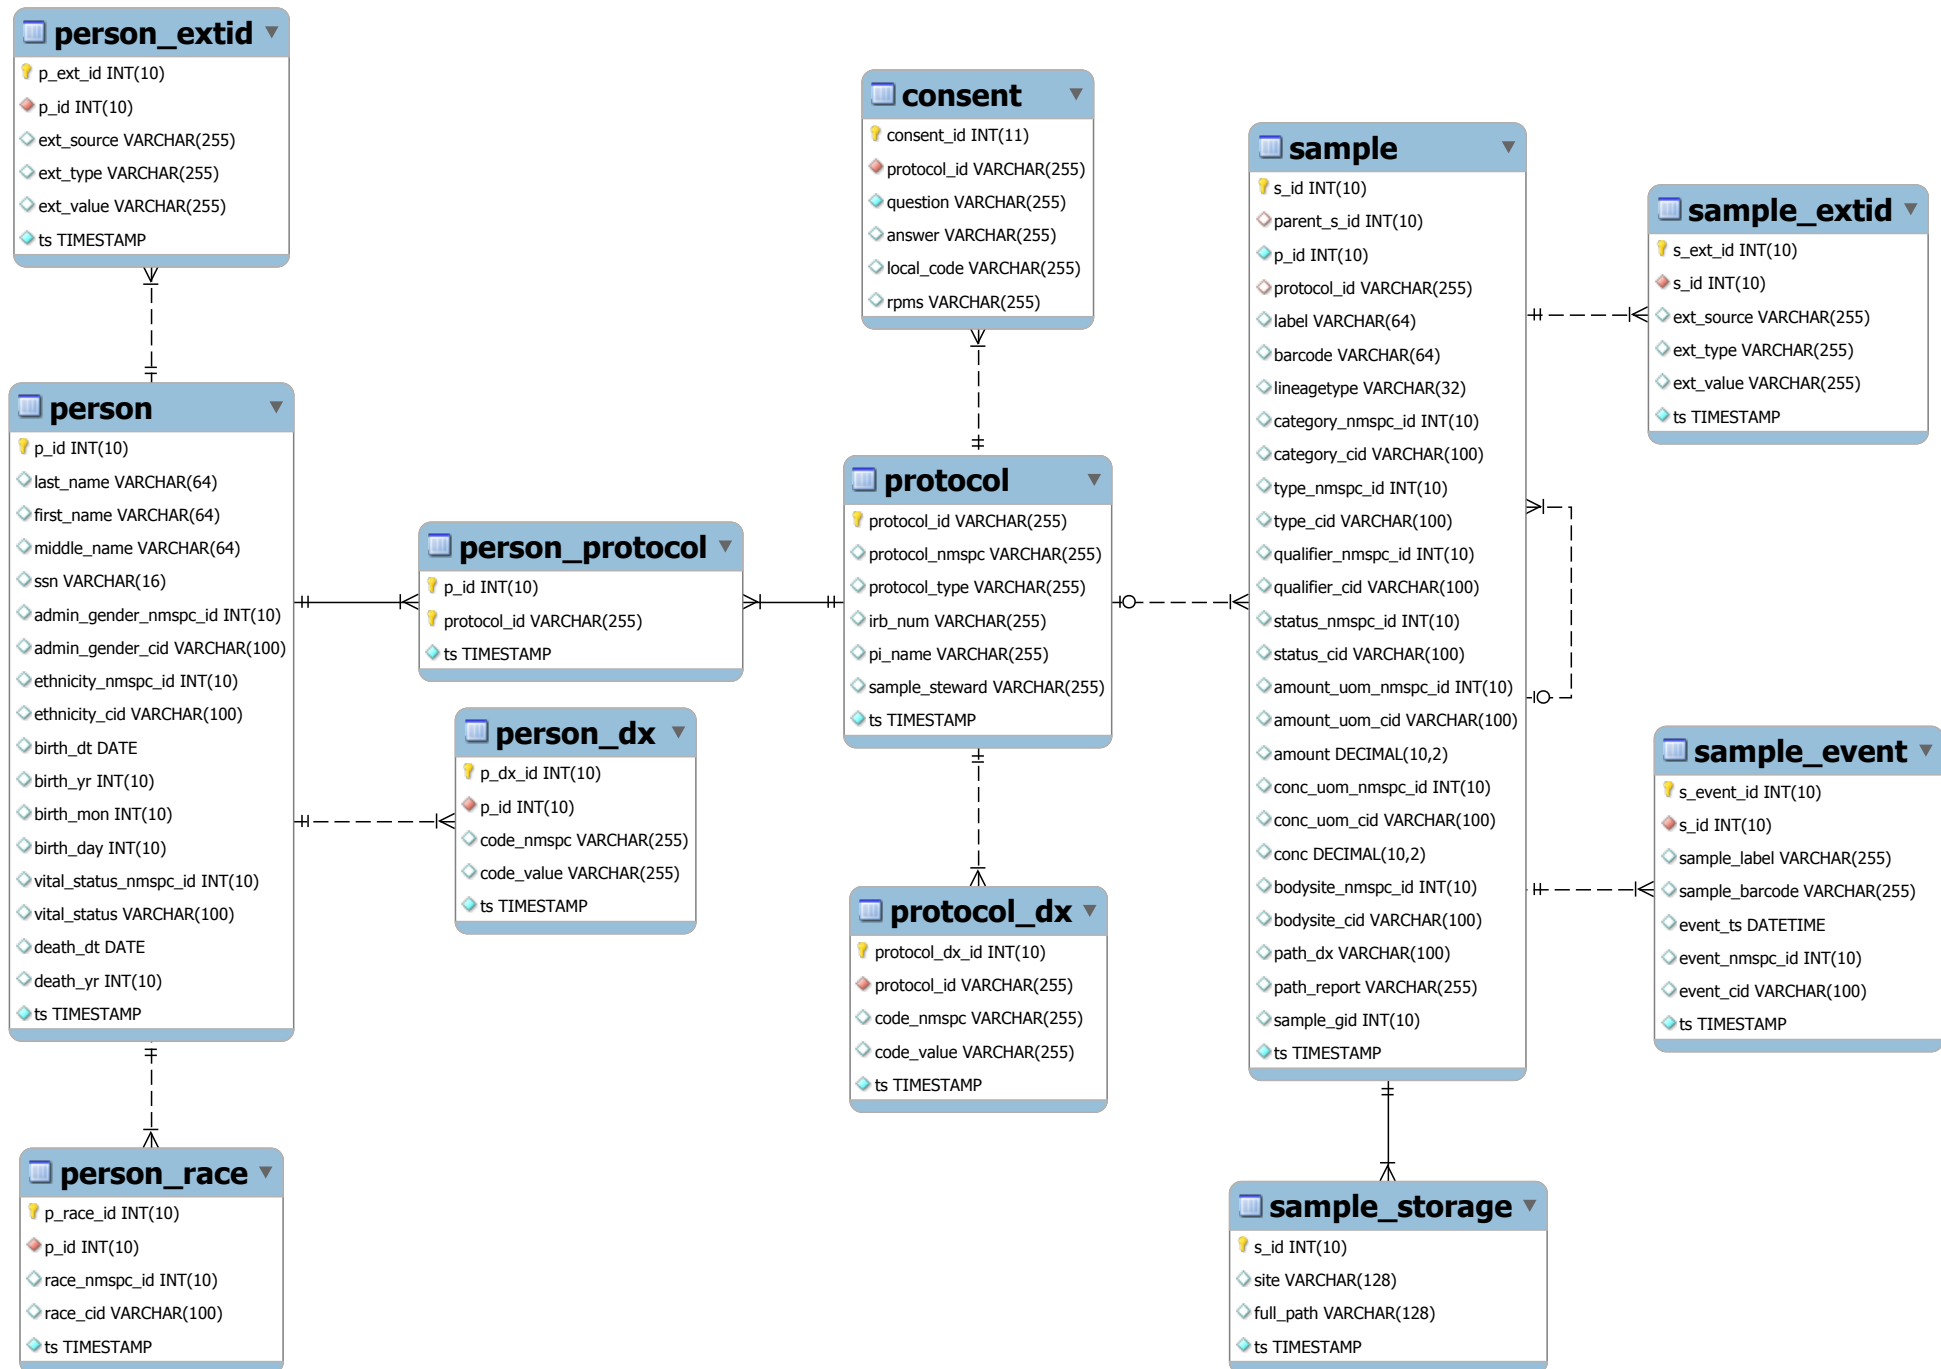 person_extid
p_ext_id INT(10)
p_id INT(10)
ext_source VARCHAR(255)
ext_type VARCHAR(255)
ext_value VARCHAR(255)
ts TIMESTAMP
person
p_id INT(10)
last_name VARCHAR(64)
first_name VARCHAR(64)
middle_name VARCHAR(64)
ssn VARCHAR(16)
admin_gender_nmspc_id INT(10)
admin_gender_cid VARCHAR(100)
ethnicity_nmspc_id INT(10)
ethnicity_cid VARCHAR(100)
birth_dt DATE
birth_yr INT(10)
birth_mon INT(10)
birth_day INT(10)
vital_status_nmspc_id INT(10)
vital_status VARCHAR(100)
death_dt DATE
death_yr INT(10)
ts TIMESTAMP
person_race
p_race_id INT(10)
p_id INT(10)
race_nmspc_id INT(10)
race_cid VARCHAR(100)
ts TIMESTAMP
person_protocol
p_id INT(10)
protocol_id VARCHAR(255)
ts TIMESTAMP
person_dx
p_dx_id INT(10)
p_id INT(10)
code_nmspc VARCHAR(255)
code_value VARCHAR(255)
ts TIMESTAMP
consent
consent_id INT(11)
protocol_id VARCHAR(255)
question VARCHAR(255)
answer VARCHAR(255)
local_code VARCHAR(255)
rpms VARCHAR(255)
protocol
protocol_id VARCHAR(255)
protocol_nmspc VARCHAR(255)
protocol_type VARCHAR(255)
irb_num VARCHAR(255)
pi_name VARCHAR(255)
sample_steward VARCHAR(255)
ts TIMESTAMP
protocol_dx
protocol_dx_id INT(10)
protocol_id VARCHAR(255)
code_nmspc VARCHAR(255)
code_value VARCHAR(255)
ts TIMESTAMP
sample
s_id INT(10)
parent_s_id INT(10)
p_id INT(10)
protocol_id VARCHAR(255)
label VARCHAR(64)
barcode VARCHAR(64)
lineagetype VARCHAR(32)
category_nmspc_id INT(10)
category_cid VARCHAR(100)
type_nmspc_id INT(10)
type_cid VARCHAR(100)
qualifier_nmspc_id INT(10)
qualifier_cid VARCHAR(100)
status_nmspc_id INT(10)
status_cid VARCHAR(100)
amount_uom_nmspc_id INT(10)
amount_uom_cid VARCHAR(100)
amount DECIMAL(10,2)
conc_uom_nmspc_id INT(10)
conc_uom_cid VARCHAR(100)
conc DECIMAL(10,2)
bodysite_nmspc_id INT(10)
bodysite_cid VARCHAR(100)
path_dx VARCHAR(100)
path_report VARCHAR(255)
sample_gid INT(10)
ts TIMESTAMP
sample_storage
s_id INT(10)
site VARCHAR(128)
full_path VARCHAR(128)
ts TIMESTAMP
sample_extid
s_ext_id INT(10)
s_id INT(10)
ext_source VARCHAR(255)
ext_type VARCHAR(255)
ext_value VARCHAR(255)
ts TIMESTAMP
sample_event
s_event_id INT(10)
s_id INT(10)
sample_label VARCHAR(255)
sample_barcode VARCHAR(255)
event_ts DATETIME
event_nmspc_id INT(10)
event_cid VARCHAR(100)
ts TIMESTAMP